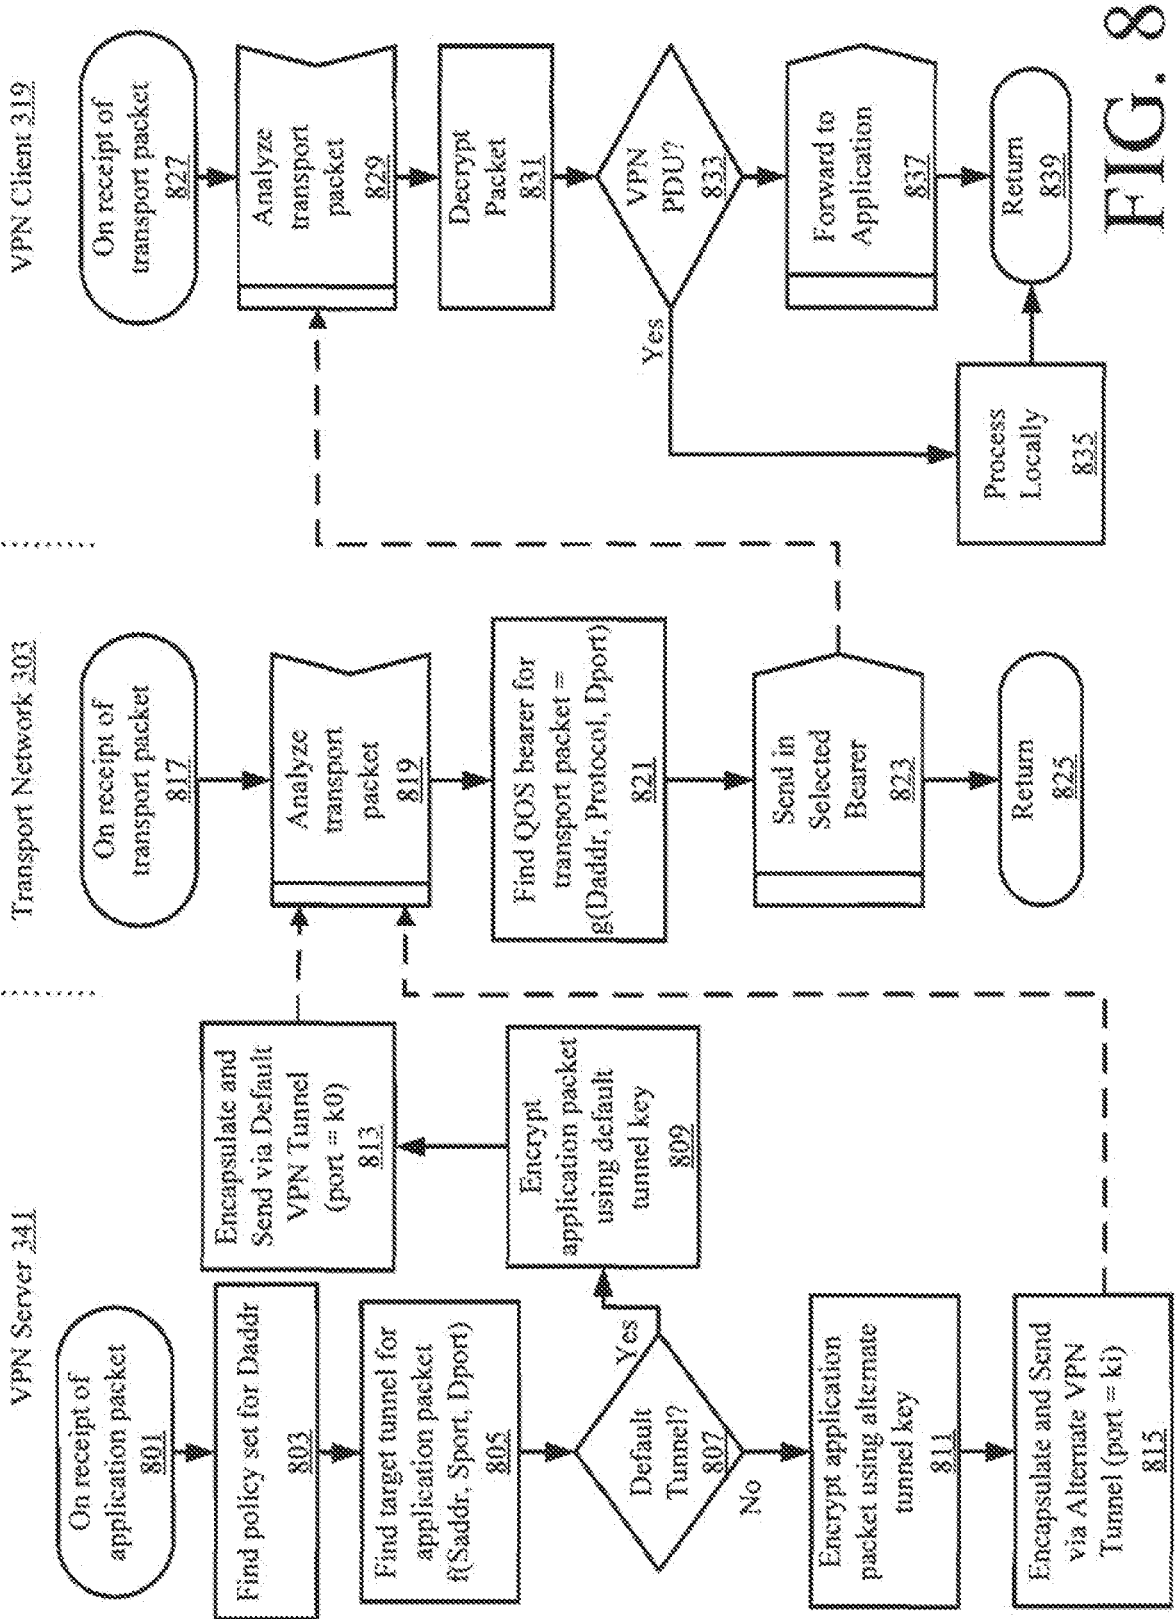 VPN Server 341
On receipt of
application packet
801
Find policy set for Daddr
803
Find target tunnel for
application packet
f(Saddr, Sport, Dport)
805
Default
Tunnel?
807
Yes
No
Encrypt
application packet
using default
tunnel key
809
Encapsulate and
Send via Default
VPN Tunnel
(port = k0)
813
Encrypt application
packet using alternate
tunnel key
811
Encapsulate and Send
via Alternate VPN
Tunnel (port = ki)
815
Transport Network 303
On receipt of
transport packet
817
Analyze
transport
packet
819
Find QOS bearer for
transport packet =
g(Daddr, Protocol, Dport)
821
Send in
Selected
Bearer
823
Return
825
VPN Client 319
On receipt of
transport packet
827
Analyze
transport
packet
829
Decrypt
Packet
831
VPN
PDU?
833
Yes
Process
Locally
835
Forward to
Application
837
Return
839
FIG. 8